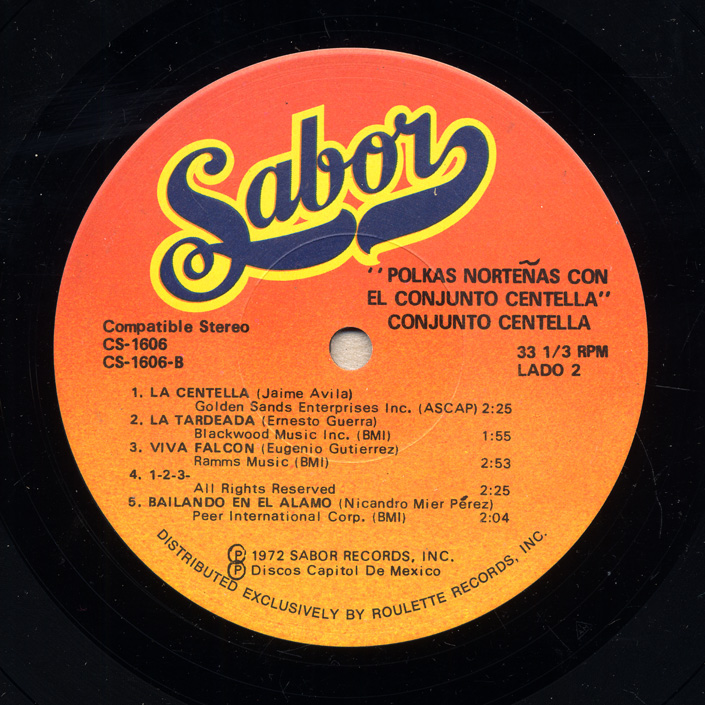 Sabor
"POLKAS NORTEÑAS CON
EL CONJUNTO CENTELLA"
CONJUNTO CENTELLA
Compatible Stereo
CS-1606
CS-1606-B
33 1/3 RPM
LADO 2
1. LA CENTELLA (Jaime Avila)
Golden Sands Enterprises Inc. (ASCAP) 2:25
2. LA TARDEADA (Ernesto Guerra)
Blackwood Music Inc. (BMI) 1:55
3. VIVA FALCON (Eugenio Gutierrez)
Ramms Music (BMI) 2:53
4. 1-2-3-
All Rights Reserved 2:25
5. BAILANDO EN EL ÁLAMO (Nicandro Mier Pérez)
Peer International Corp. (BMI) 2:04
Ⓟ 1972 SABOR RECORDS, INC.
Ⓟ Discos Capitol De Mexico
DISTRIBUTED EXCLUSIVELY BY ROULETTE RECORDS, INC.